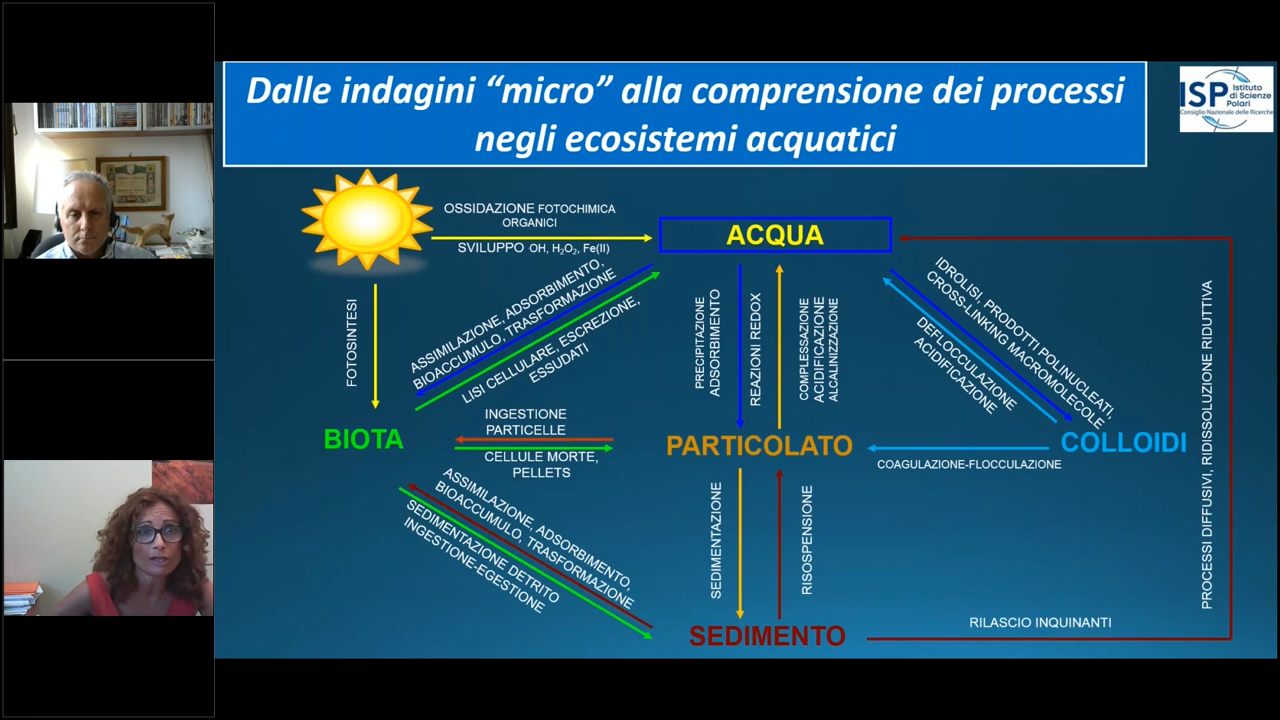 Dalle indagini “micro” alla comprensione dei processi
negli ecosistemi acquatici
ISP
Istituto
di Scienze
Polari
Consiglio Nazionale delle Ricerche
OSSIDAZIONE FOTOCHIMICA
ORGANICI
SVILUPPO OH, H₂O₂, Fe(II)
ACQUA
FOTOSINTESI
ASSIMILAZIONE, ADSORBIMENTO,
BIOACCUMULO, TRASFORMAZIONE
LISI CELLULARE, ESCREZIONE,
ESSUDATI
PRECIPITAZIONE
ADSORBIMENTO
REAZIONI REDOX
COMPLESSAZIONE
ACIDIFICAZIONE
ALCALINIZZAZIONE
IDROLISI, PRODOTTI POLINUCLEATI,
CROSS-LINKING MACROMOLECOLE
DEFLOCCULAZIONE
ACIDIFICAZIONE
PROCESSI DIFFUSIVI, RIDISSOLUZIONE RIDUTTIVA
BIOTA
INGESTIONE
PARTICELLE
CELLULE MORTE,
PELLETS
PARTICOLATO
COLLOIDI
COAGULAZIONE-FLOCCULAZIONE
ASSIMILAZIONE, ADSORBIMENTO,
BIOACCUMULO, TRASFORMAZIONE
SEDIMENTAZIONE DETRITO
INGESTIONE-EGESTIONE
SEDIMENTAZIONE
RISOSPENSIONE
SEDIMENTO
RILASCIO INQUINANTI